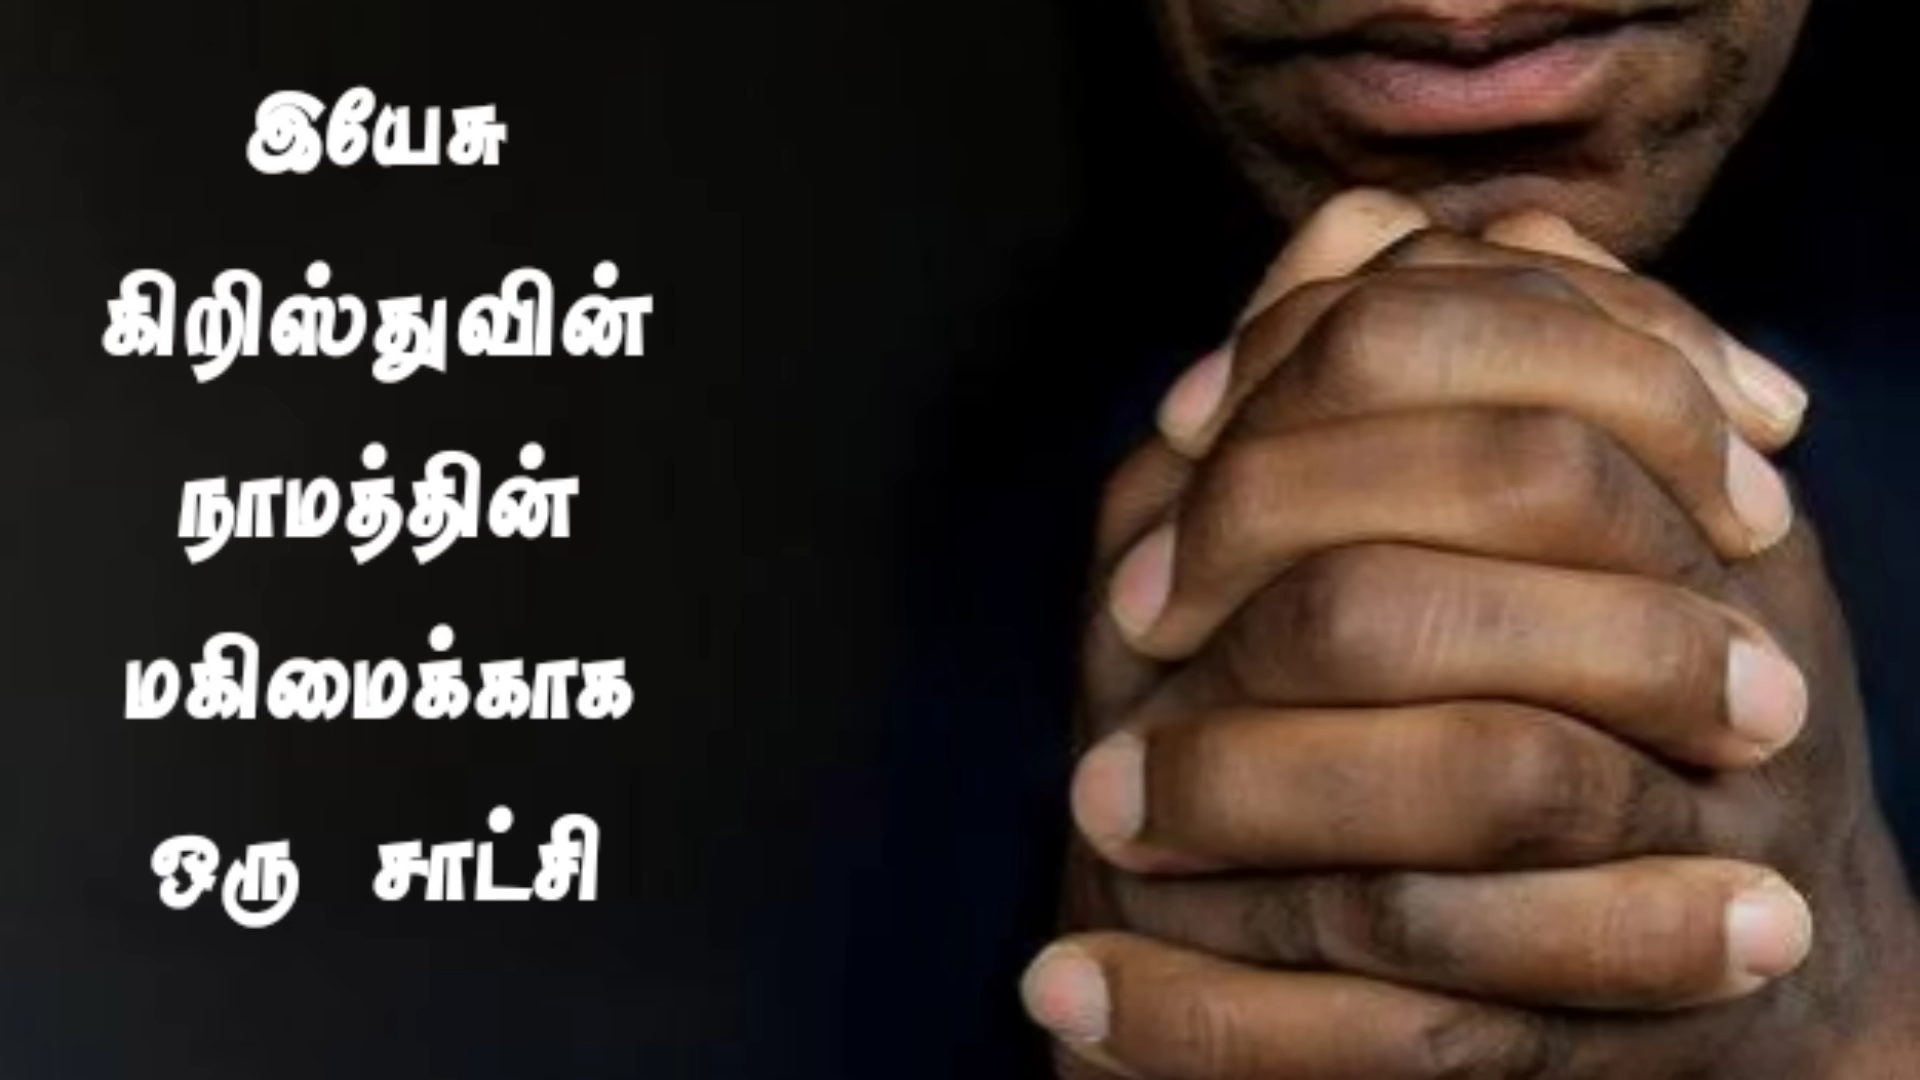 இயேசு
கிறிஸ்துவின்
நாமத்தின்
மகிமைக்காக
ஒரு சாட்சி